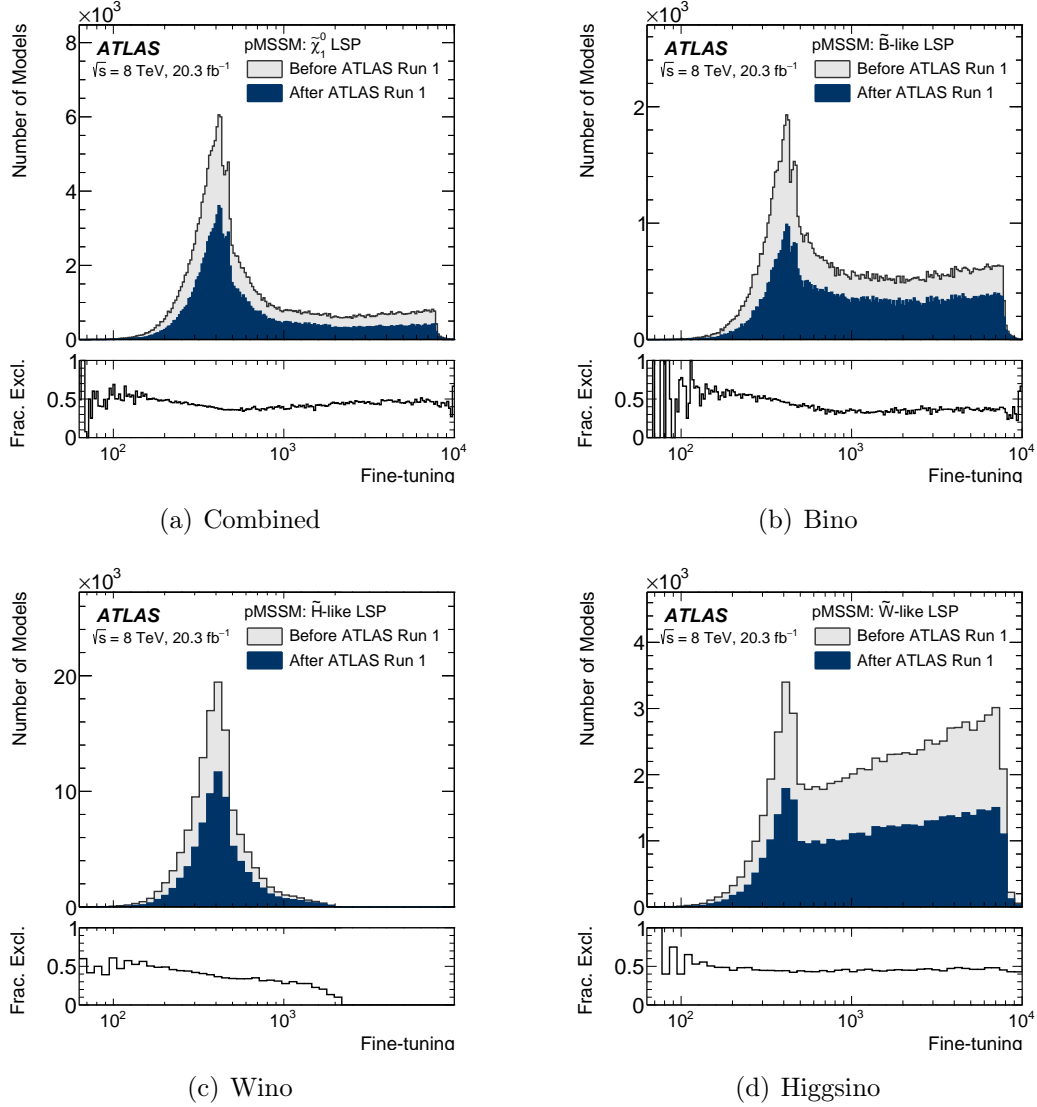 ×10³
Number of Models
8
6
4
2
0
ATLAS
√s = 8 TeV, 20.3 fb⁻¹
pMSSM: χ̃⁰₁ LSP
Before ATLAS Run 1
After ATLAS Run 1
Frac. Excl.
1
0.5
0
10² 10³ 10⁴
Fine-tuning
(a) Combined
×10³
Number of Models
2
1
0
ATLAS
√s = 8 TeV, 20.3 fb⁻¹
pMSSM: B̃-like LSP
Before ATLAS Run 1
After ATLAS Run 1
Frac. Excl.
1
0.5
0
10² 10³ 10⁴
Fine-tuning
(b) Bino
×10³
Number of Models
20
10
0
ATLAS
√s = 8 TeV, 20.3 fb⁻¹
pMSSM: H̃-like LSP
Before ATLAS Run 1
After ATLAS Run 1
Frac. Excl.
1
0.5
0
10² 10³
Fine-tuning
(c) Wino
×10³
Number of Models
4
3
2
1
0
ATLAS
√s = 8 TeV, 20.3 fb⁻¹
pMSSM: W̃-like LSP
Before ATLAS Run 1
After ATLAS Run 1
Frac. Excl.
1
0.5
0
10² 10³ 10⁴
Fine-tuning
(d) Higgsino